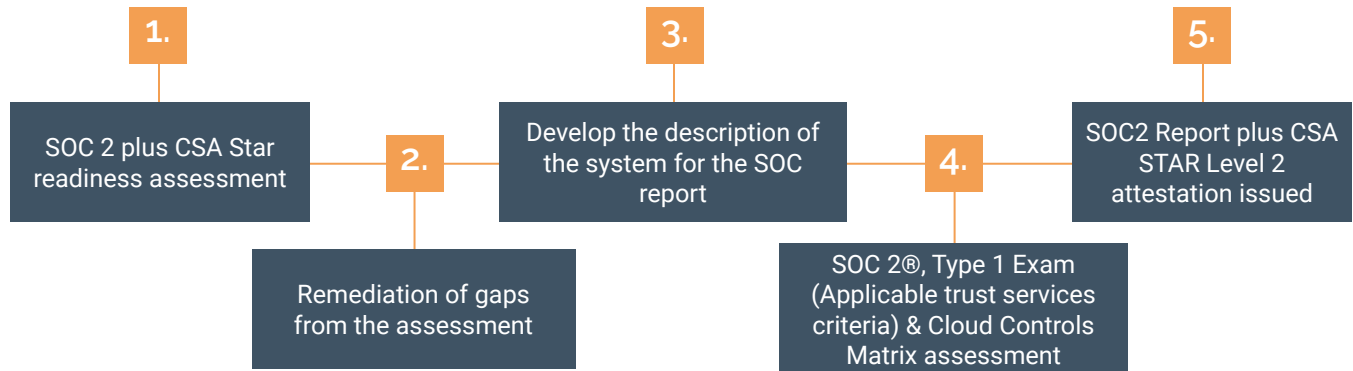 1.
SOC 2 plus CSA Star
readiness assessment
2.
Remediation of gaps
from the assessment
3.
Develop the description of
the system for the SOC
report
4.
SOC 2®, Type 1 Exam
(Applicable trust services
criteria) & Cloud Controls
Matrix assessment
5.
SOC2 Report plus CSA
STAR Level 2
attestation issued